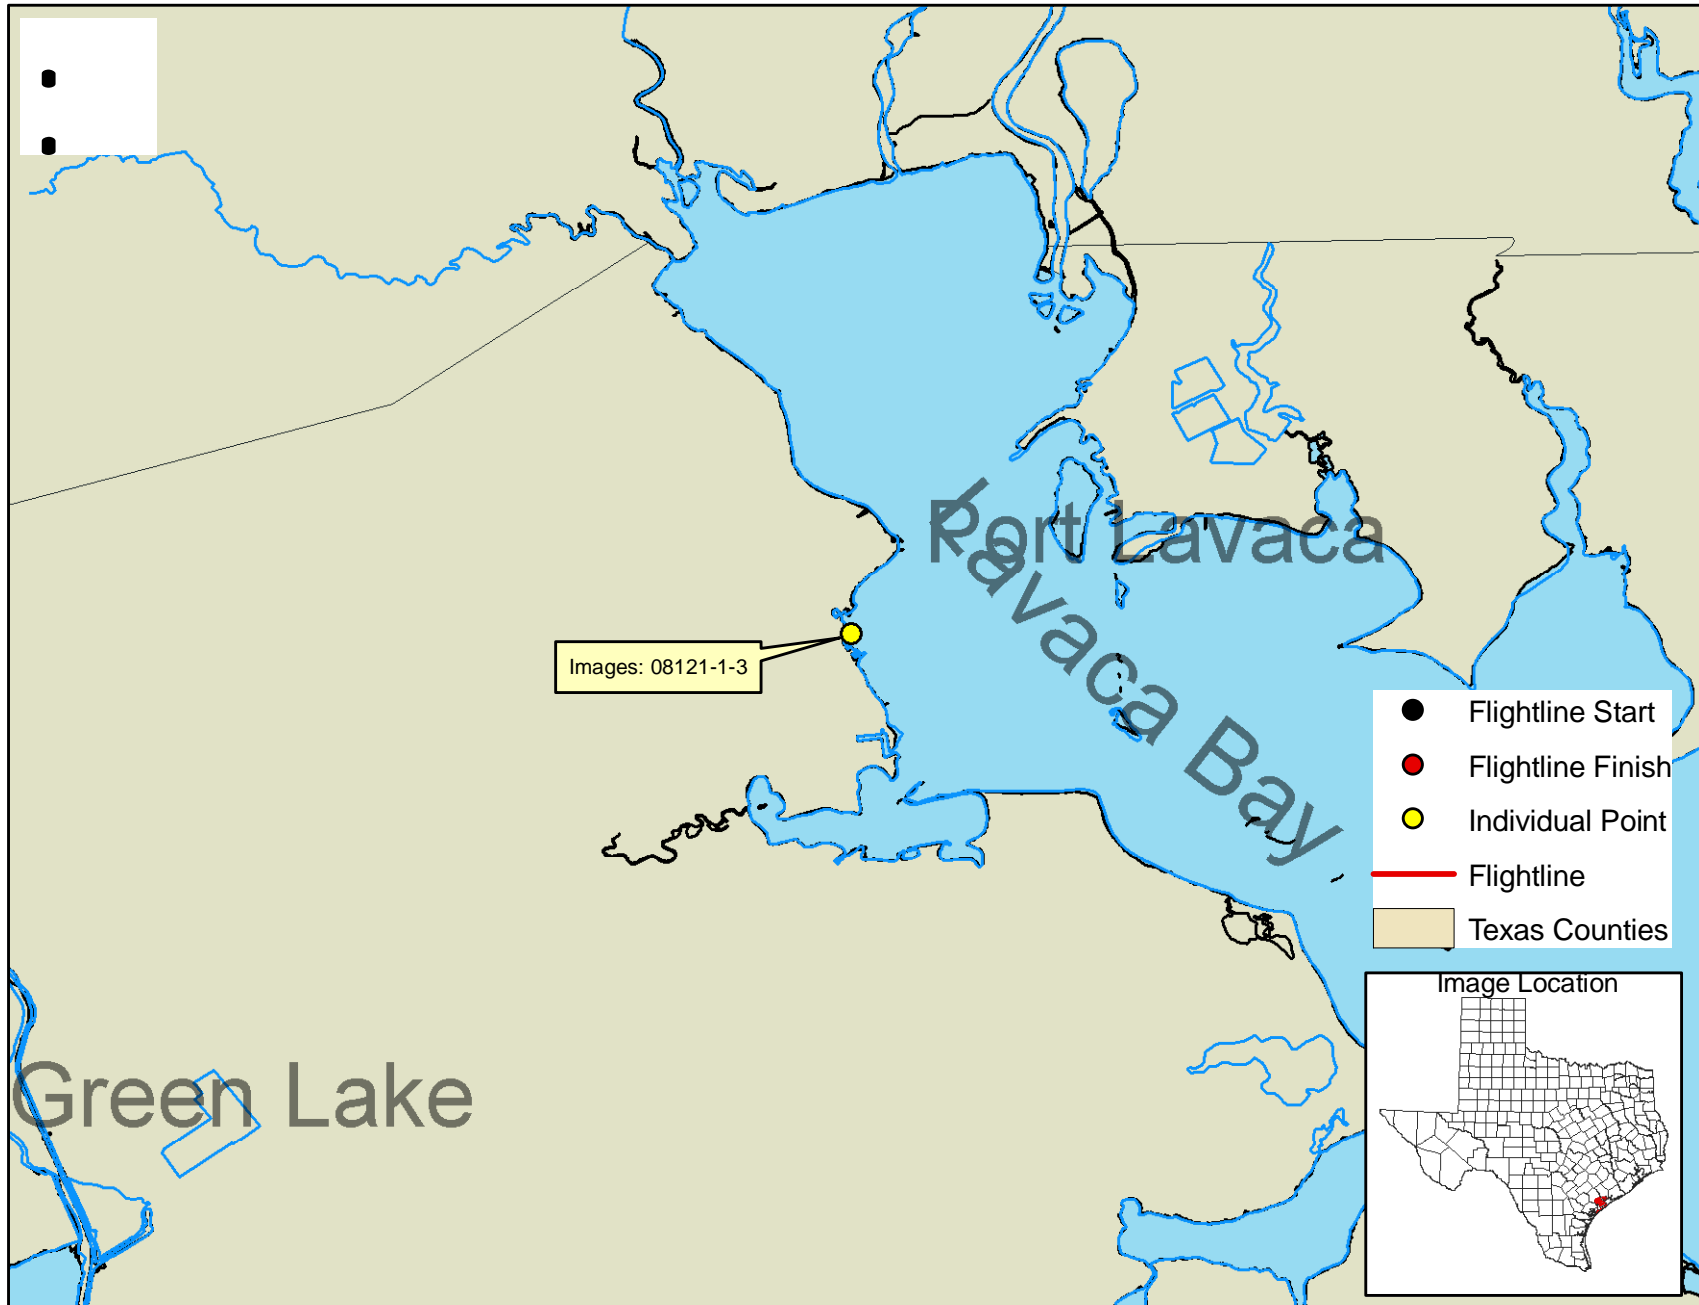 Port Lavaca
Lavaca Bay
Images: 08121-1-3
Flightline Start
Flightline Finish
Individual Point
Flightline
Texas Counties
Image Location
Green Lake